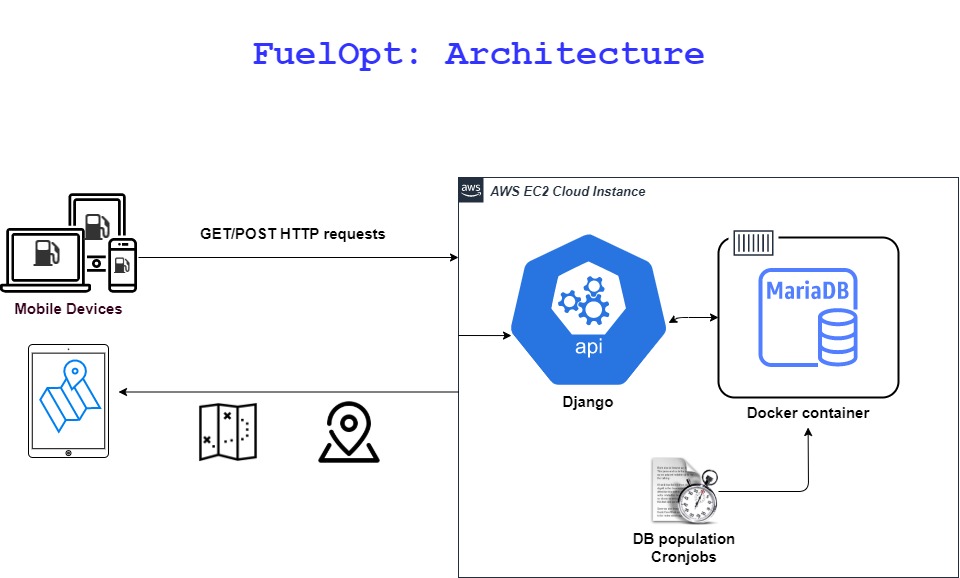 FuelOpt: Architecture
aws
AWS EC2 Cloud Instance
GET/POST HTTP requests
MariaDB
Mobile Devices
api
Django
Docker container
DB population
Cronjobs